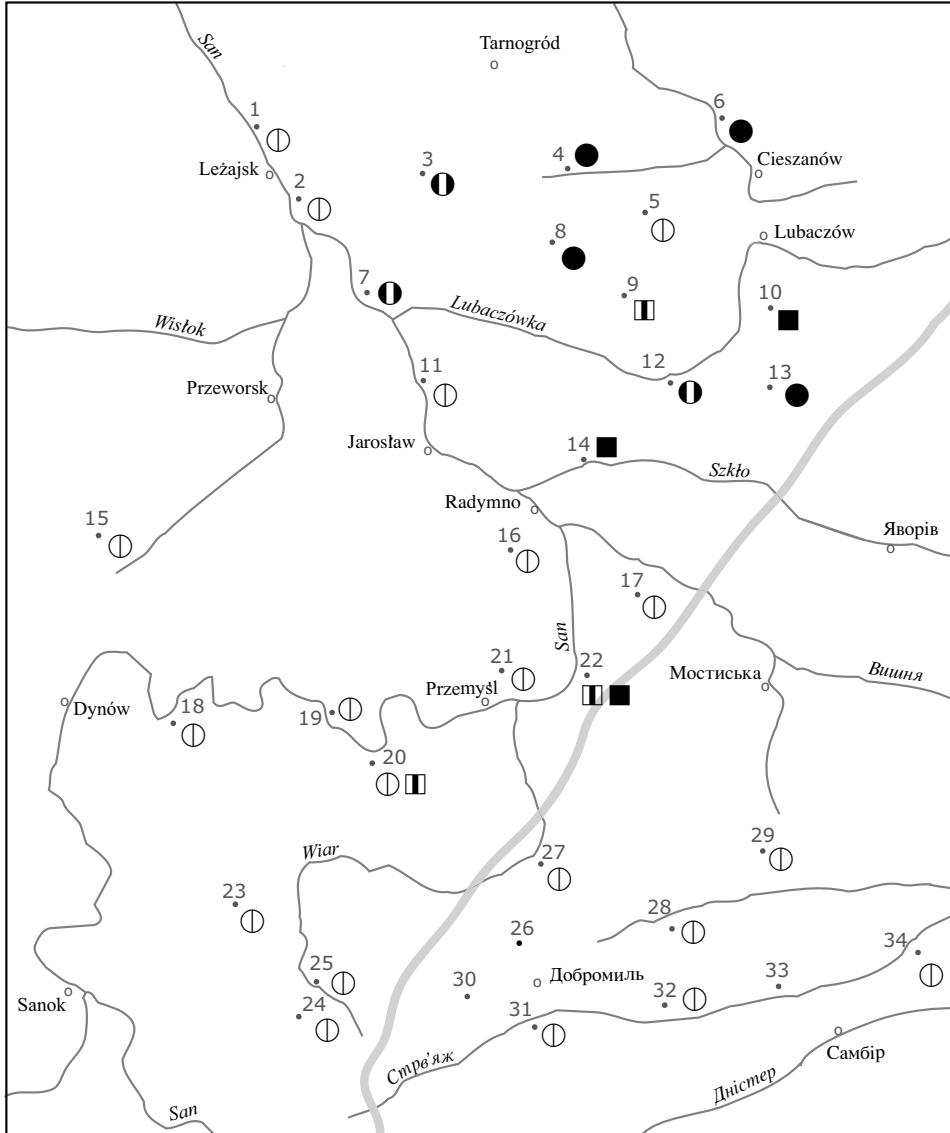 San
Tarnogród
1
6
Leżajsk
3
4
Cieszanów
2
5
8
Lubaczów
7
9
10
Wisłok
Lubaczówka
11
12
13
Przeworsk
Jarosław
14
Szkło
Radymno
15
16
Яворів
17
San
21
22
Przemyśl
Мостиська
Вишня
Dynów
18
19
20
Wiar
27
29
23
26
28
25
30
Добромиль
33
34
Sanok
24
31
32
Самбір
Стрв'яж
Дністер
San